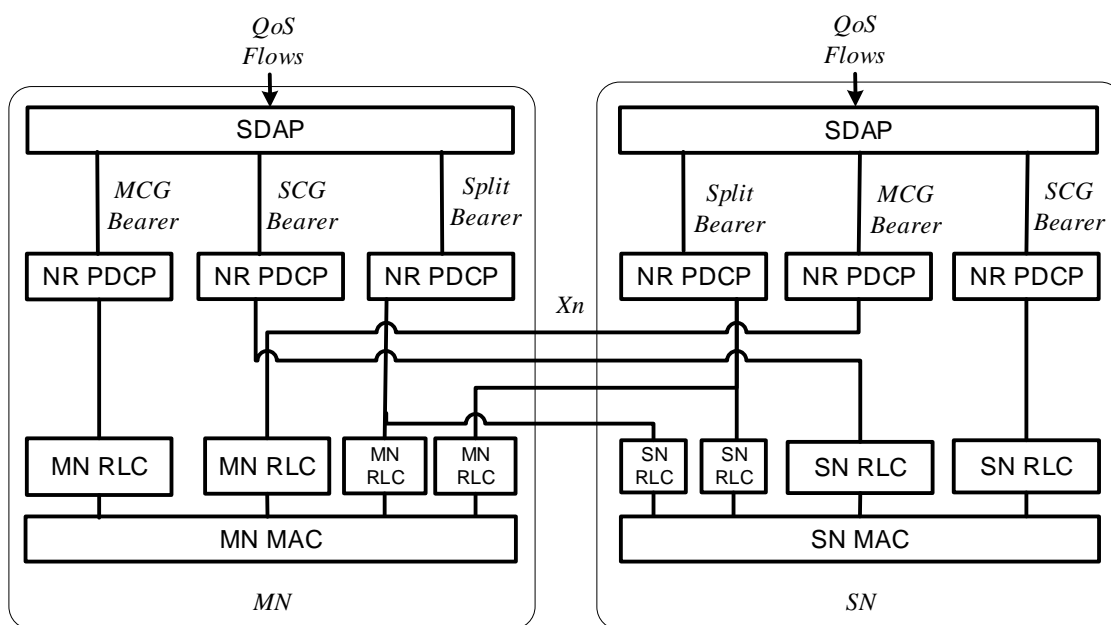 QoS
Flows
QoS
Flows
SDAP
SDAP
MCG
Bearer
SCG
Bearer
Split
Bearer
Split
Bearer
MCG
Bearer
SCG
Bearer
NR PDCP
NR PDCP
NR PDCP
NR PDCP
NR PDCP
NR PDCP
Xn
MN RLC
MN RLC
MN
RLC
MN
RLC
SN
RLC
SN
RLC
SN RLC
SN RLC
MN MAC
SN MAC
MN
SN